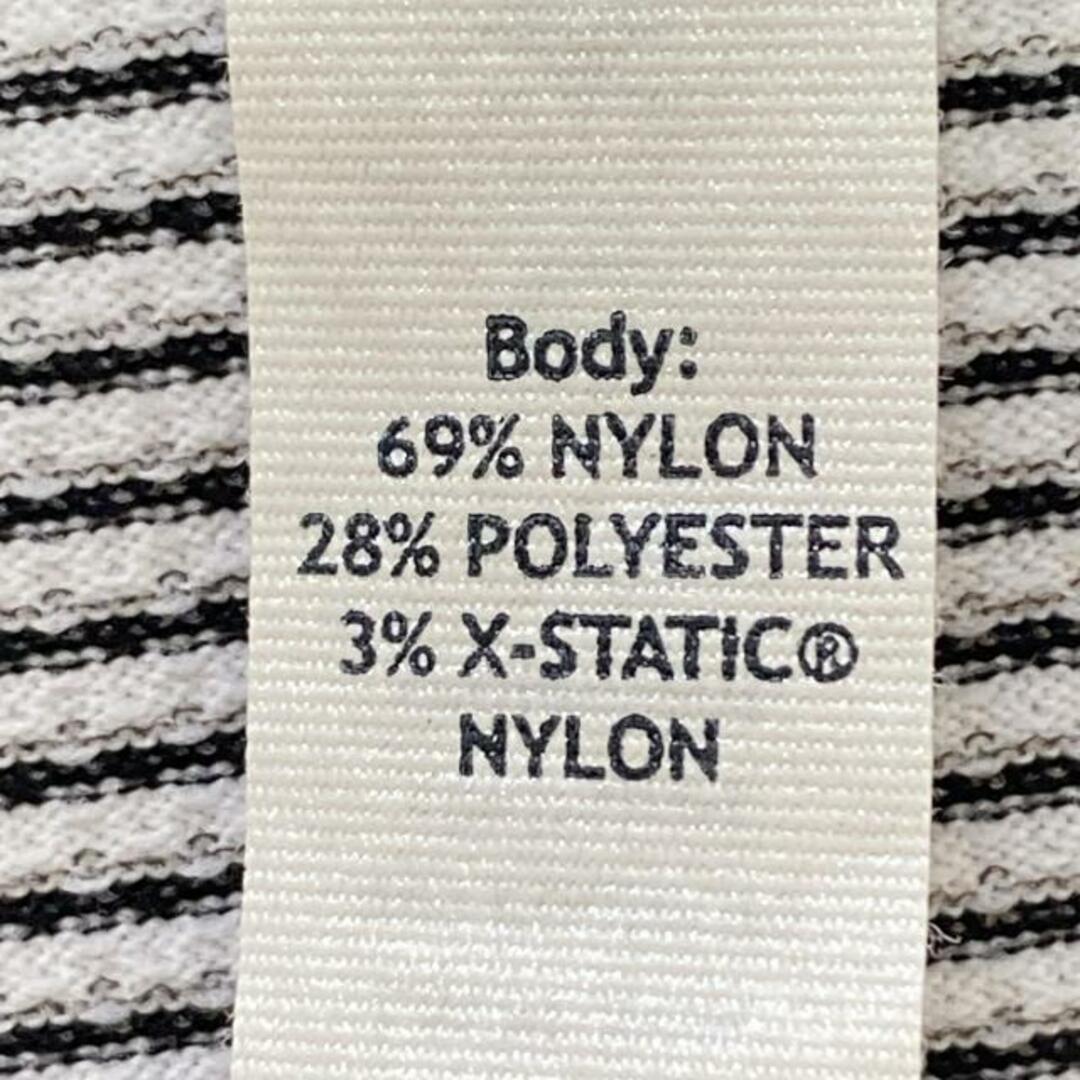 Body:
69% NYLON
28% POLYESTER
3% X-STATIC®
NYLON